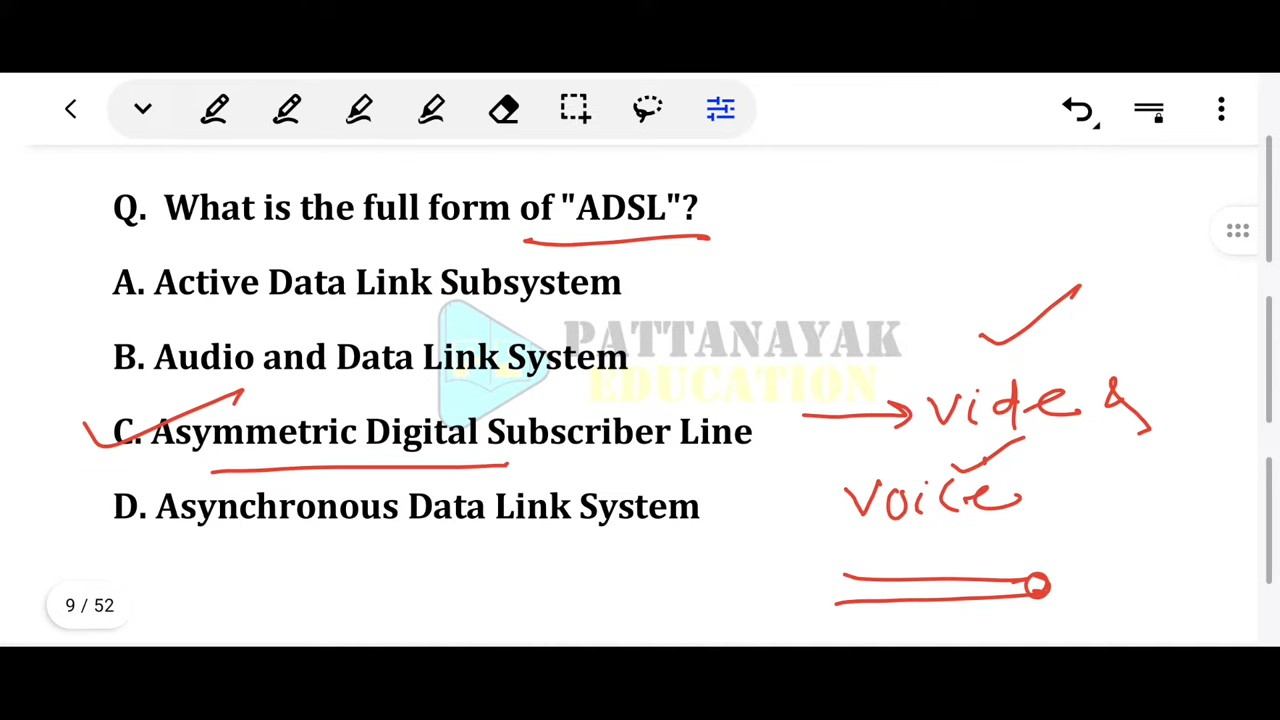 Q. What is the full form of "ADSL"?
A. Active Data Link Subsystem
B. Audio and Data Link System
PATTANAYAK
EDUCATION
C. Asymmetric Digital Subscriber Line
vide &
voice
D. Asynchronous Data Link System
9 / 52